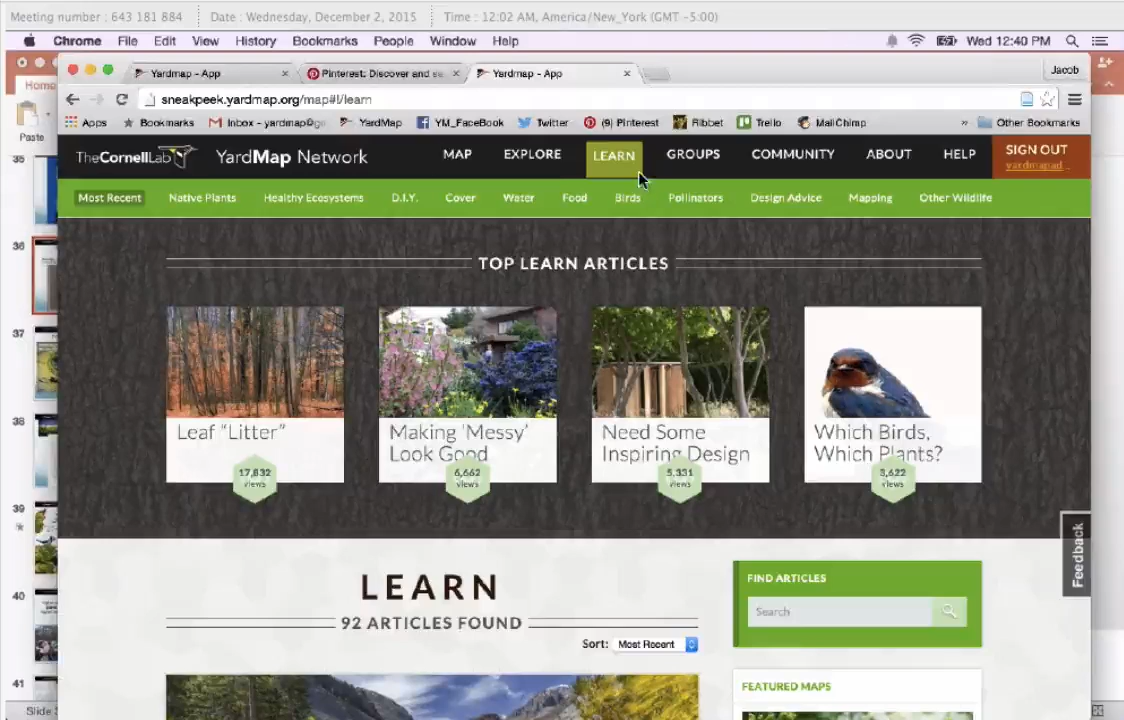 Meeting number : 643 181 884 Date : Wednesday, December 2, 2015 Time : 12:02 AM, America/New_York (GMT -5:00)
Chrome File Edit View History Bookmarks People Window Help Wed 12:40 PM
Home
Yardmap - App Pinterest: Discover and Yardmap - App Jacob
sneakpeek.yardmap.org/map#!/learn
Paste
Apps Bookmarks Inbox - yardmap@g YardMap YM_FaceBook Twitter (9) Pinterest Ribbet Trello MailChimp » Other Bookmarks
TheCornellLab YardMap Network MAP EXPLORE LEARN GROUPS COMMUNITY ABOUT HELP SIGN OUT
yardmapad...
35
Most Recent Native Plants Healthy Ecosystems D.I.Y. Cover Water Food Birds Pollinators Design Advice Mapping Other Wildlife
36
TOP LEARN ARTICLES
37
38
Leaf "Litter"
17,832
views
Making 'Messy'
Look Good
6,662
views
Need Some
Inspiring Design
5,331
views
Which Birds,
Which Plants?
3,622
views
39
Feedback
40
LEARN
92 ARTICLES FOUND
Sort: Most Recent
FIND ARTICLES
Search
41
FEATURED MAPS
Slide